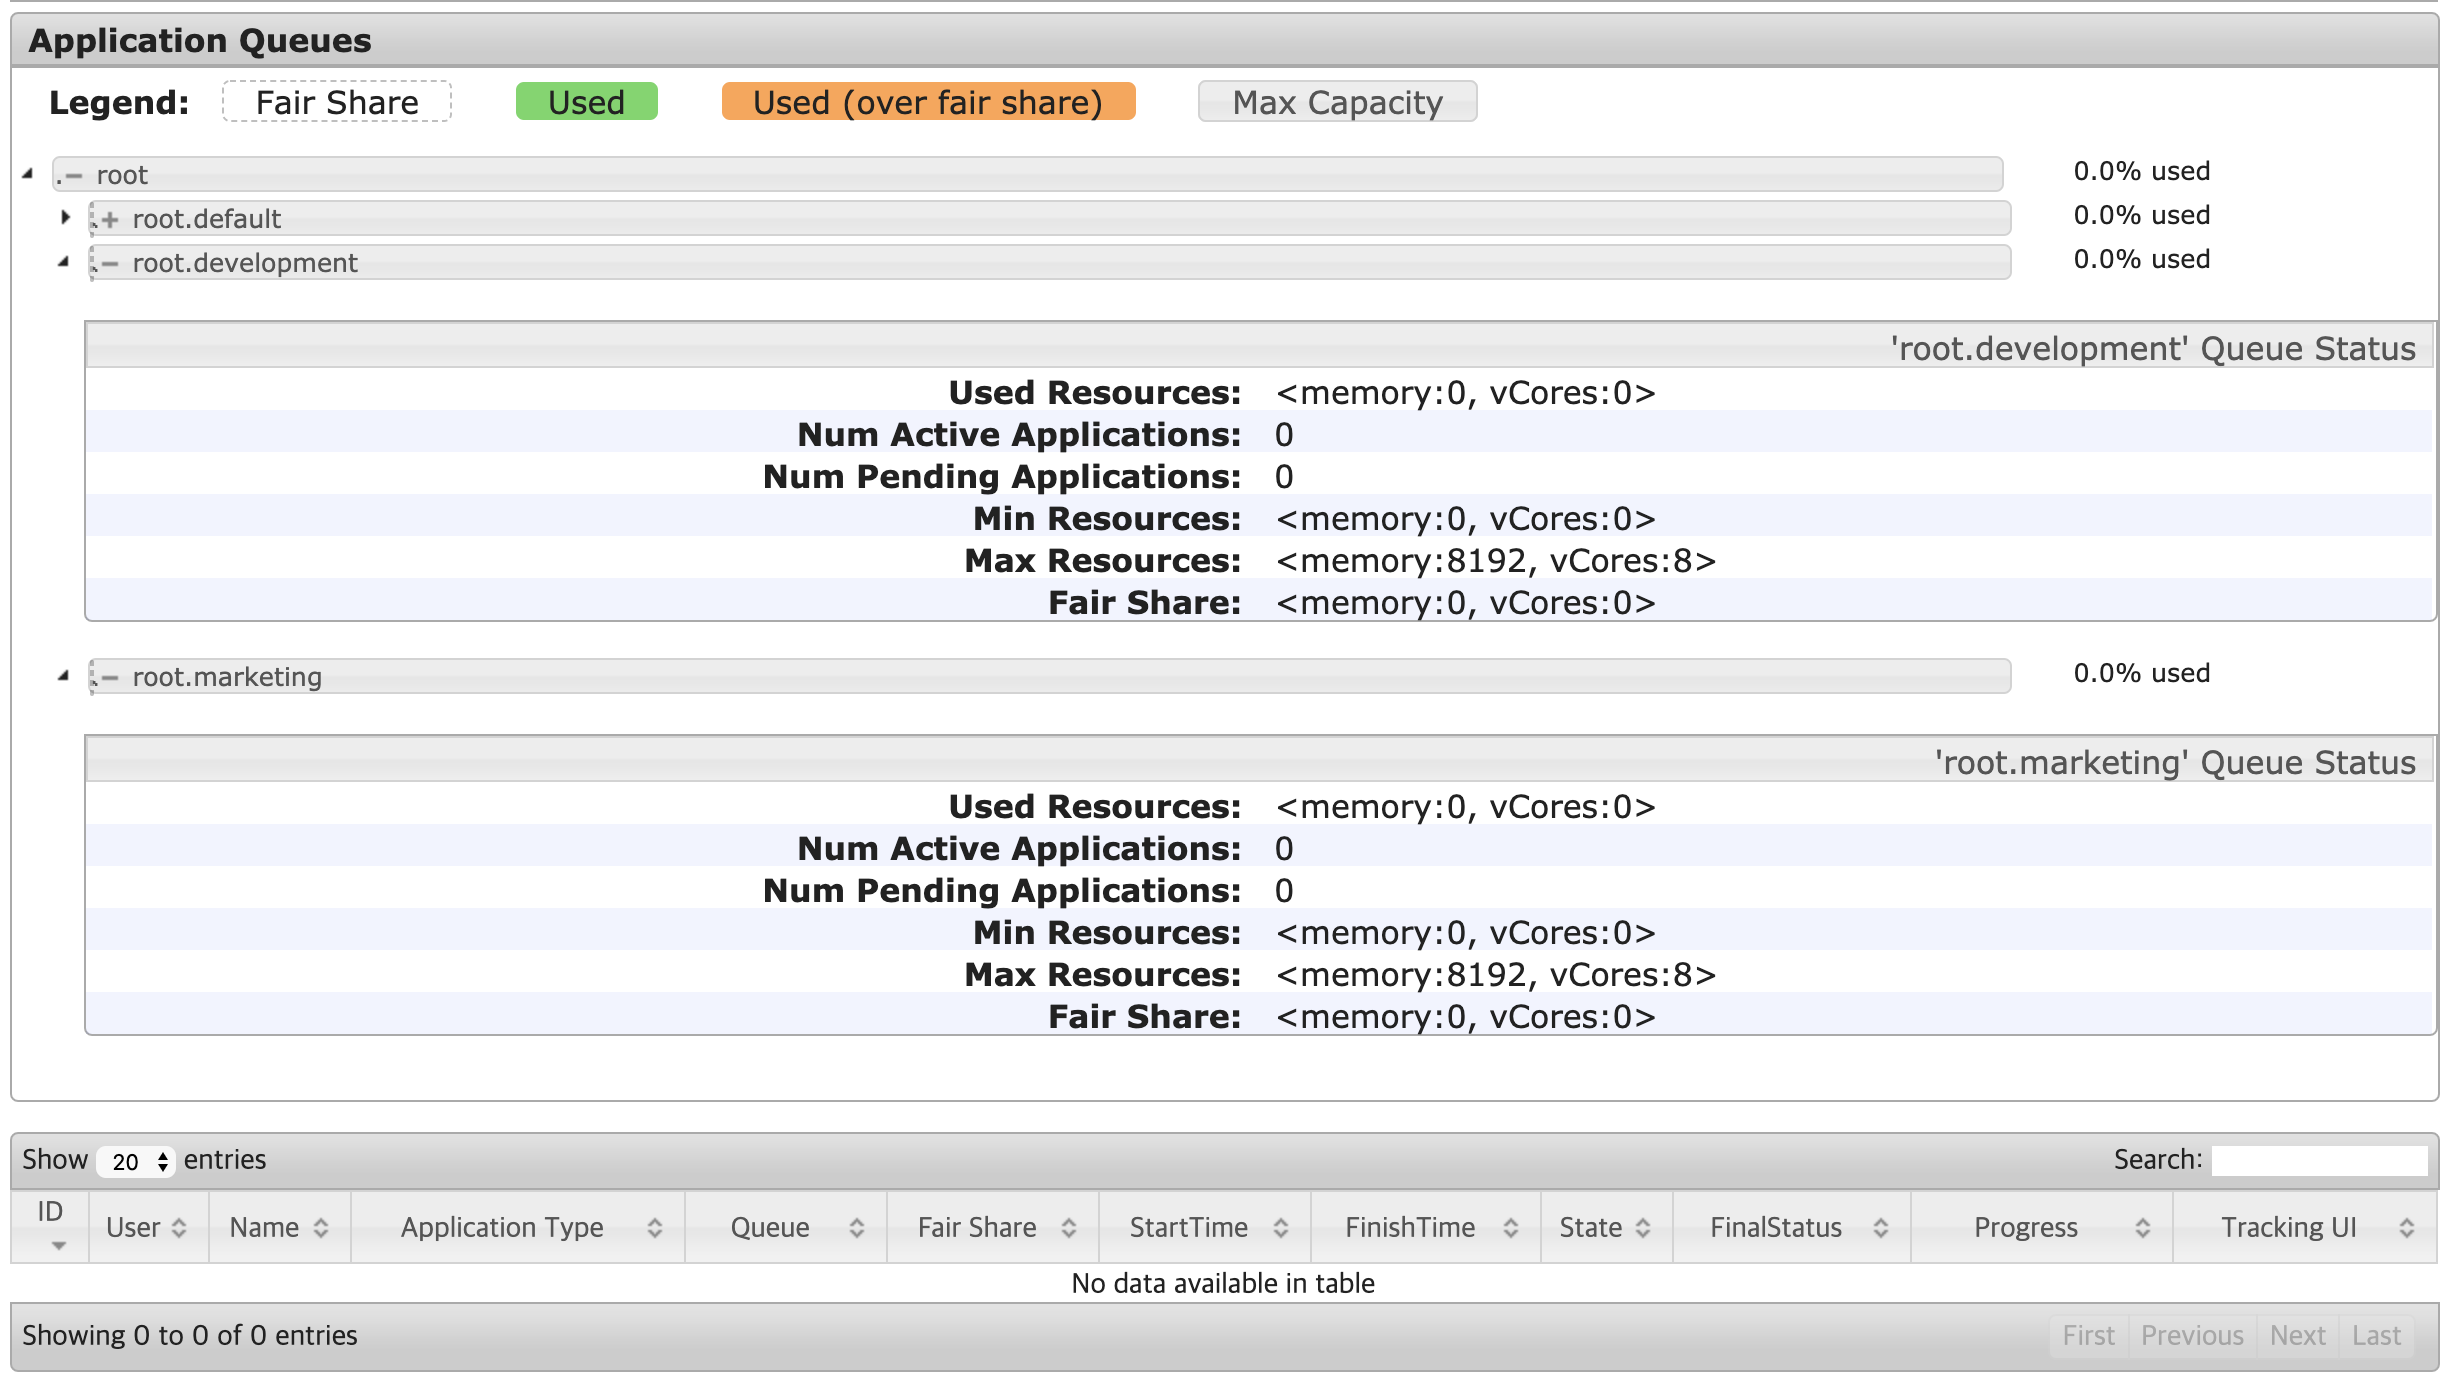 Application Queues
Legend: Fair Share Used Used (over fair share) Max Capacity
.– root 0.0% used
.+ root.default 0.0% used
.– root.development 0.0% used
'root.development' Queue Status
Used Resources: <memory:0, vCores:0>
Num Active Applications: 0
Num Pending Applications: 0
Min Resources: <memory:0, vCores:0>
Max Resources: <memory:8192, vCores:8>
Fair Share: <memory:0, vCores:0>
.– root.marketing 0.0% used
'root.marketing' Queue Status
Used Resources: <memory:0, vCores:0>
Num Active Applications: 0
Num Pending Applications: 0
Min Resources: <memory:0, vCores:0>
Max Resources: <memory:8192, vCores:8>
Fair Share: <memory:0, vCores:0>
Show 20 entries Search:
ID User Name Application Type Queue Fair Share StartTime FinishTime State FinalStatus Progress Tracking UI
No data available in table
Showing 0 to 0 of 0 entries First Previous Next Last